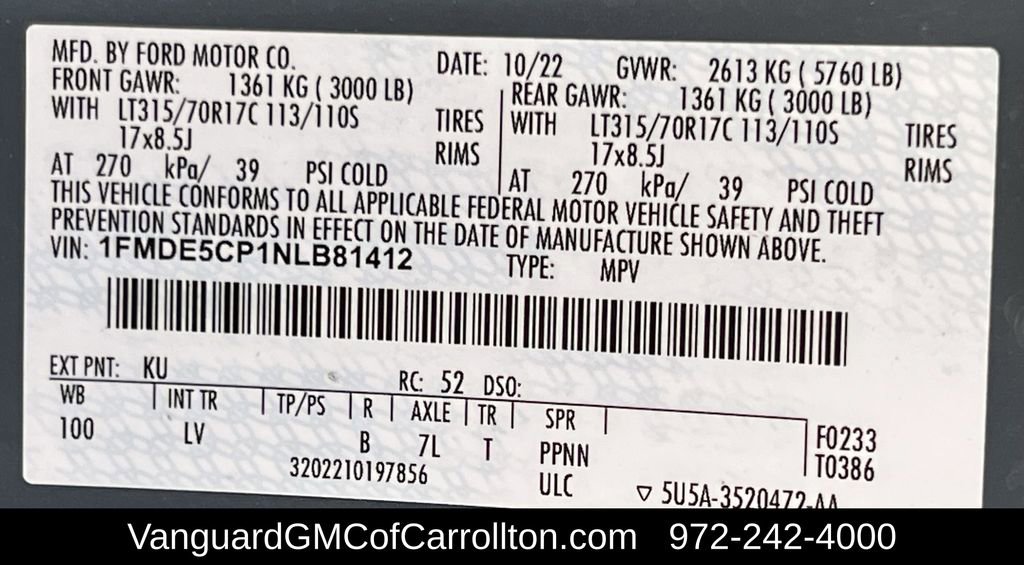 MFD. BY FORD MOTOR CO.
DATE: 10/22 GVWR: 2613 KG ( 5760 LB)
FRONT GAWR: 1361 KG ( 3000 LB)
WITH LT315/70R17C 113/110S TIRES
17x8.5J RIMS
AT 270 kPa/ 39 PSI COLD
REAR GAWR: 1361 KG ( 3000 LB)
WITH LT315/70R17C 113/110S TIRES
17x8.5J RIMS
AT 270 kPa/ 39 PSI COLD
THIS VEHICLE CONFORMS TO ALL APPLICABLE FEDERAL MOTOR VEHICLE SAFETY AND THEFT
PREVENTION STANDARDS IN EFFECT ON THE DATE OF MANUFACTURE SHOWN ABOVE.
VIN: 1FMDE5CP1NLB81412 TYPE: MPV
EXT PNT: KU RC: 52 DSO:
WB INT TR TP/PS R AXLE TR SPR
100 LV B 7L T PPNN
F0233
T0386
3202210197856 ULC
▽ 5U5A-3520472-AA
VanguardGMCofCarrollton.com 972-242-4000